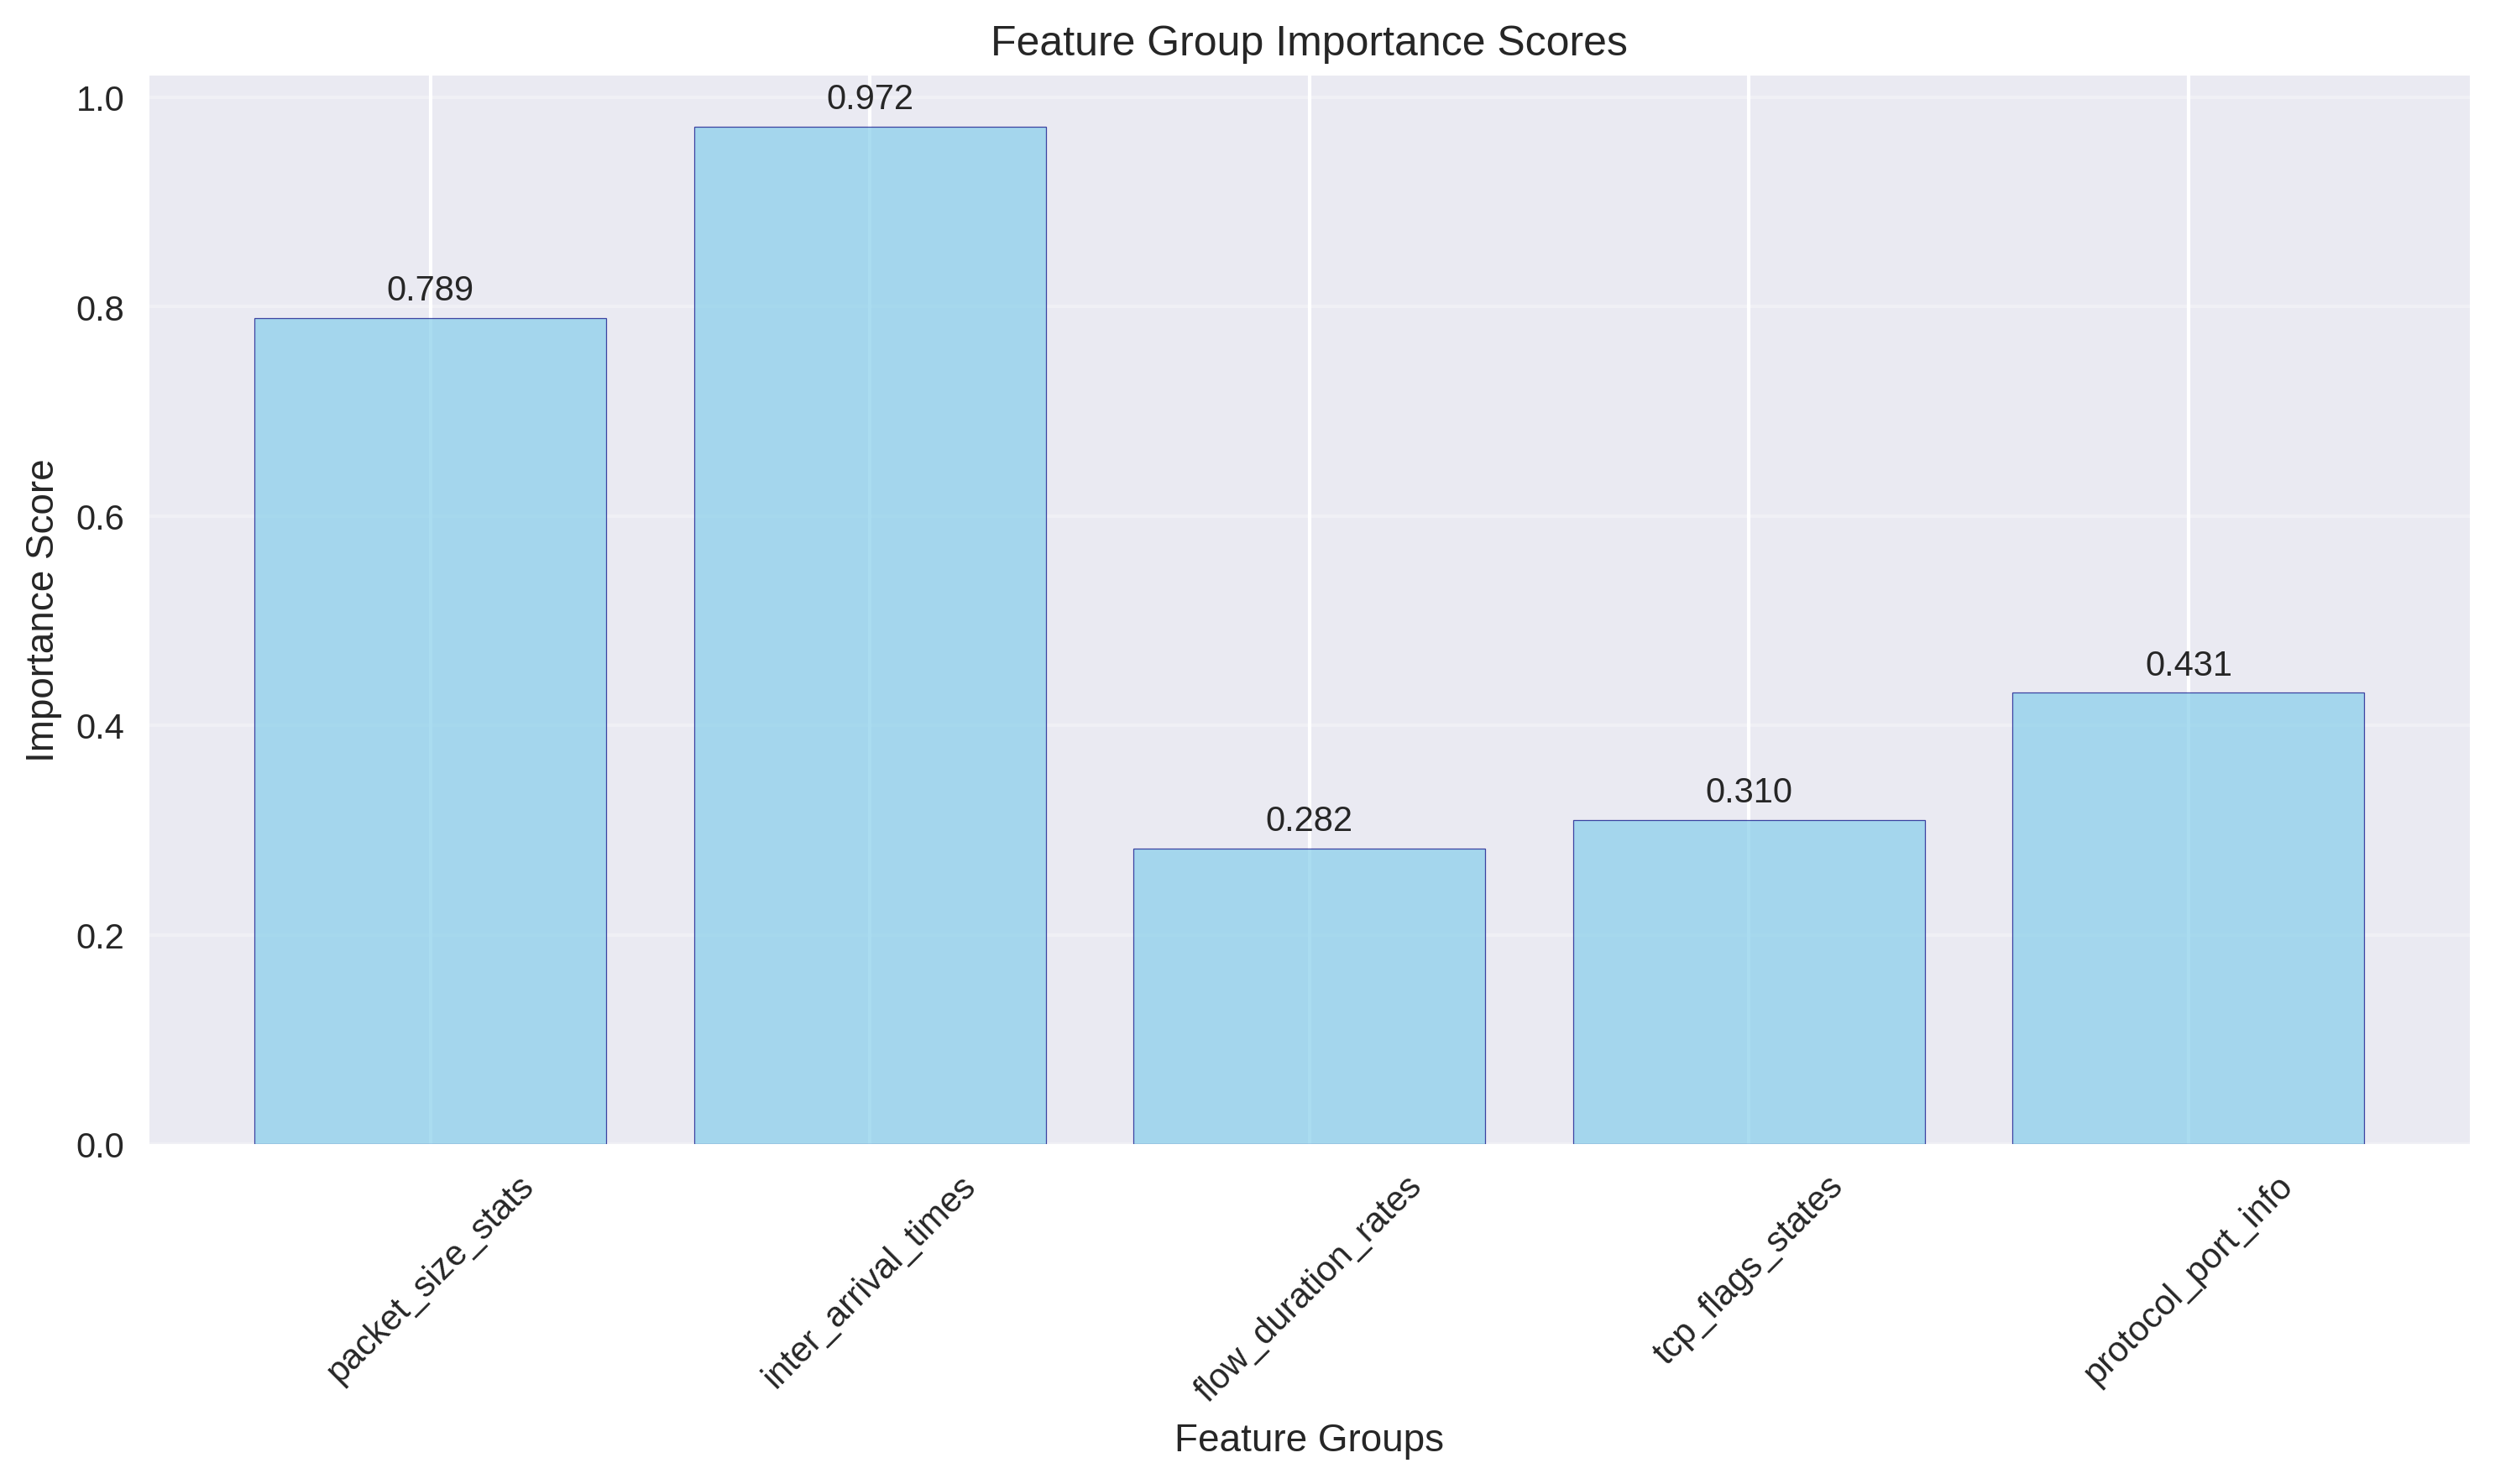 Feature Group Importance Scores
1.0
0.8
0.6
0.4
0.2
0.0
Importance Score
0.789
0.972
0.282
0.310
0.431
packet_size_stats
inter_arrival_times
flow_duration_rates
tcp_flags_states
protocol_port_info
Feature Groups